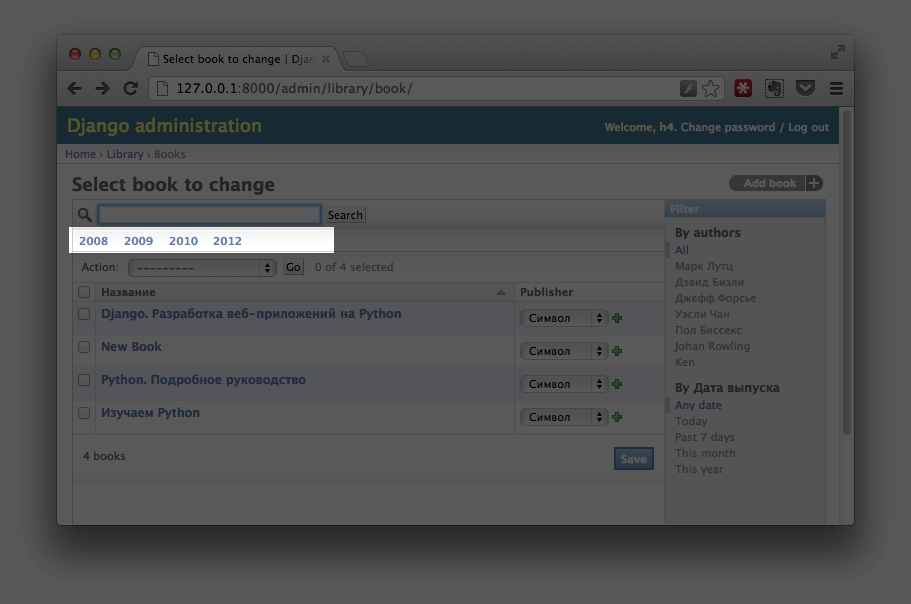 Select book to change | Djan
127.0.0.1:8000/admin/library/book/
Django administration
Welcome, h4. Change password / Log out
Home › Library › Books
Select book to change
Add book
Search
2008 2009 2010 2012
Action: --------- Go 0 of 4 selected
Название Publisher
Django. Разработка веб-приложений на Python Символ
New Book Символ
Python. Подробное руководство Символ
Изучаем Python Символ
4 books
Save
Filter
By authors
All
Марк Лутц
Дэвид Бизли
Джефф Форсье
Уэсли Чан
Пол Биссекс
Johan Rowling
Ken
By Дата выпуска
Any date
Today
Past 7 days
This month
This year